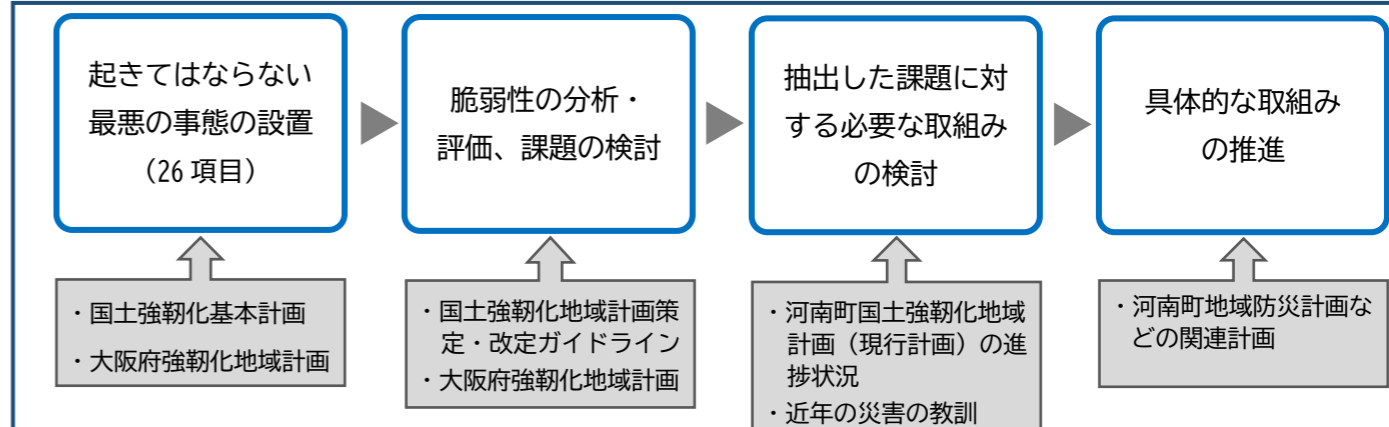 起きてはならない
最悪の事態の設置
（26 項目）
脆弱性の分析・
評価、課題の検討
抽出した課題に対
する必要な取組み
の検討
具体的な取組み
の推進
・国土強靱化基本計画
・大阪府強靱化地域計画
・国土強靱化地域計画策
定・改定ガイドライン
・大阪府強靱化地域計画
・河南町国土強靱化地域
計画（現行計画）の進
捗状況
・近年の災害の教訓
・河南町地域防災計画な
どの関連計画